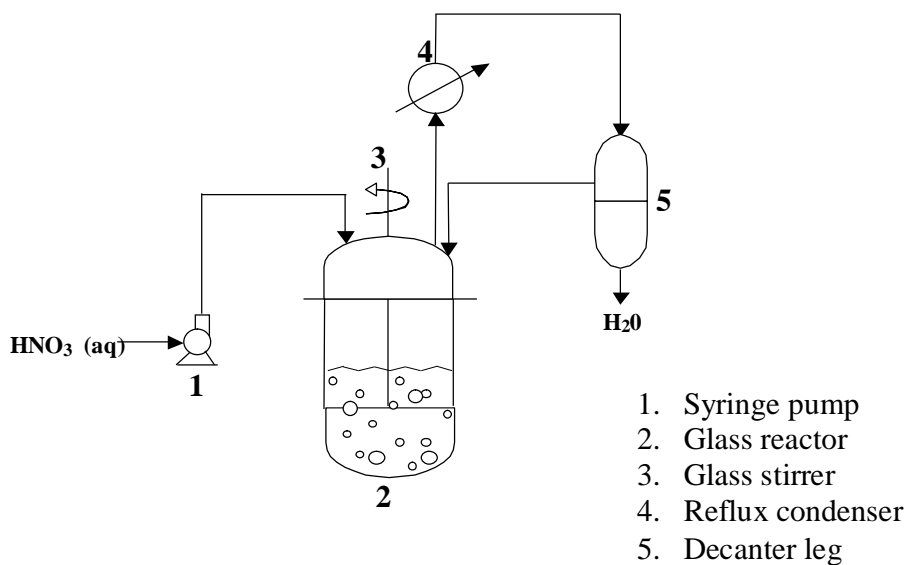 4
3
5
H₂0
HNO₃ (aq)
1
2
1. Syringe pump
2. Glass reactor
3. Glass stirrer
4. Reflux condenser
5. Decanter leg